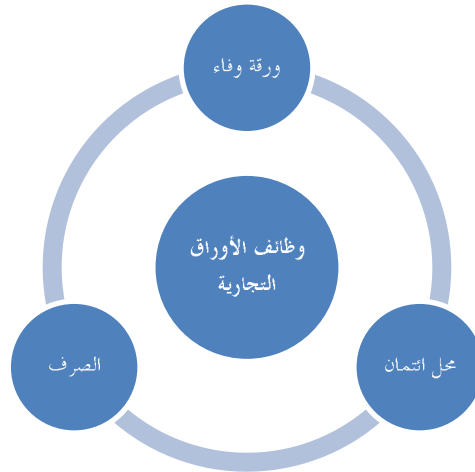 ورقة وفاء
وظائف الأوراق
التجارية
محل ائتمان
الصرف